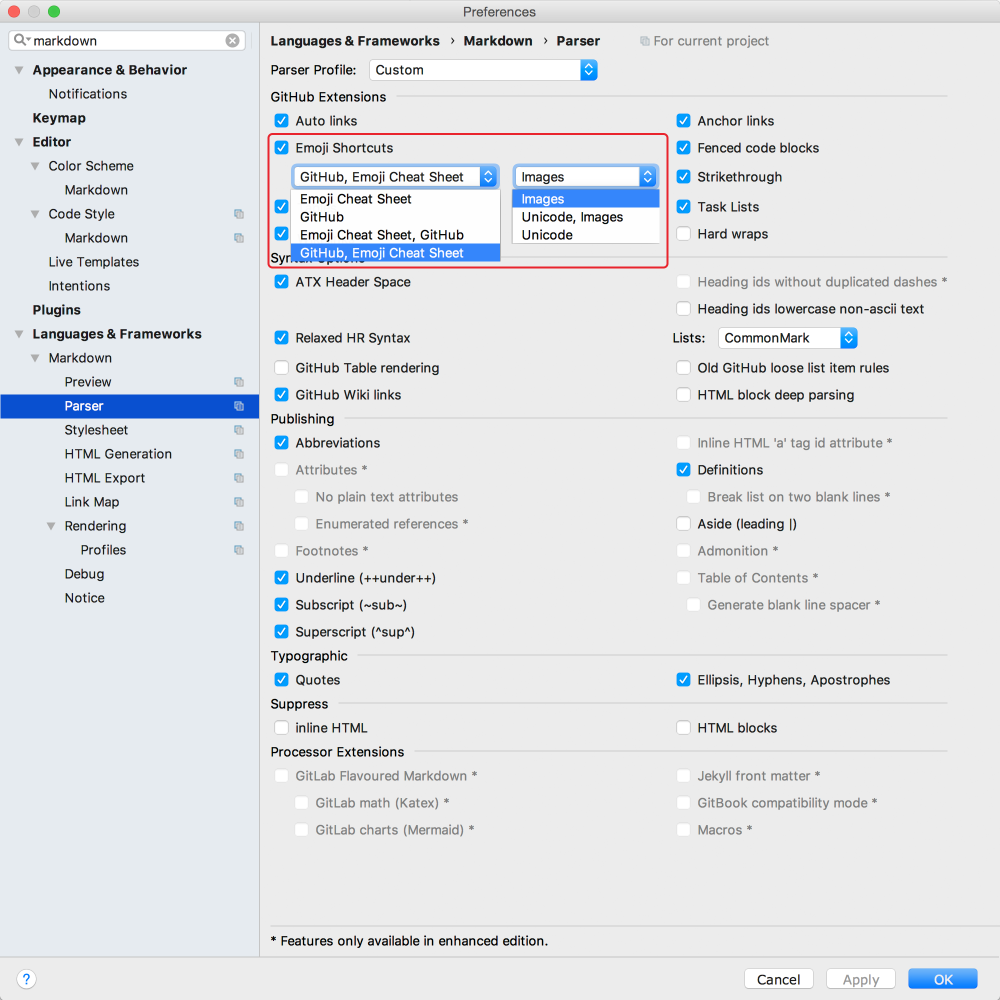 Preferences
markdown
Appearance & Behavior
Notifications
Keymap
Editor
Color Scheme
Markdown
Code Style
Markdown
Live Templates
Intentions
Plugins
Languages & Frameworks
Markdown
Preview
Parser
Stylesheet
HTML Generation
HTML Export
Link Map
Rendering
Profiles
Debug
Notice
?
Languages & Frameworks › Markdown › Parser For current project
Parser Profile: Custom
GitHub Extensions
Auto links Anchor links
Emoji Shortcuts Fenced code blocks
GitHub, Emoji Cheat Sheet Images Strikethrough
Emoji Cheat Sheet Images
GitHub Unicode, Images Task Lists
Emoji Cheat Sheet, GitHub Unicode Hard wraps
GitHub, Emoji Cheat Sheet
ATX Header Space Heading ids without duplicated dashes *
Heading ids lowercase non-ascii text
Relaxed HR Syntax Lists: CommonMark
GitHub Table rendering Old GitHub loose list item rules
GitHub Wiki links HTML block deep parsing
Publishing
Abbreviations Inline HTML 'a' tag id attribute *
Attributes * Definitions
No plain text attributes Break list on two blank lines *
Enumerated references * Aside (leading |)
Footnotes * Admonition *
Underline (++under++) Table of Contents *
Subscript (~sub~) Generate blank line spacer *
Superscript (^sup^)
Typographic
Quotes Ellipsis, Hyphens, Apostrophes
Suppress
inline HTML HTML blocks
Processor Extensions
GitLab Flavoured Markdown * Jekyll front matter *
GitLab math (Katex) * GitBook compatibility mode *
GitLab charts (Mermaid) * Macros *
* Features only available in enhanced edition.
Cancel Apply OK